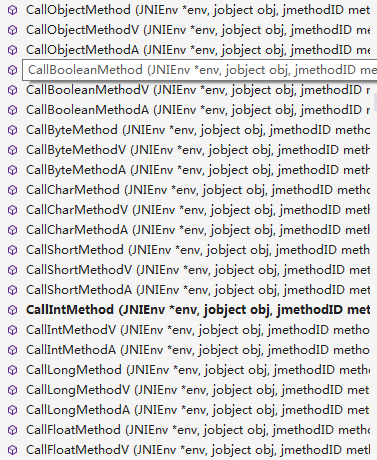 CallObjectMethod (JNIEnv *env, jobject obj, jmethodID met
CallObjectMethodV (JNIEnv *env, jobject obj, jmethodID m
CallObjectMethodA (JNIEnv *env, jobject obj, jmethodID m
CallBooleanMethod (JNIEnv *env, jobject obj, jmethodID me
CallBooleanMethodV (JNIEnv *env, jobject obj, jmethodID r
CallBooleanMethodA (JNIEnv *env, jobject obj, jmethodID r
CallByteMethod (JNIEnv *env, jobject obj, jmethodID metho
CallByteMethodV (JNIEnv *env, jobject obj, jmethodID meth
CallByteMethodA (JNIEnv *env, jobject obj, jmethodID meth
CallCharMethod (JNIEnv *env, jobject obj, jmethodID meth
CallCharMethodV (JNIEnv *env, jobject obj, jmethodID met
CallCharMethodA (JNIEnv *env, jobject obj, jmethodID met
CallShortMethod (JNIEnv *env, jobject obj, jmethodID meth
CallShortMethodV (JNIEnv *env, jobject obj, jmethodID met
CallShortMethodA (JNIEnv *env, jobject obj, jmethodID met
CallIntMethod (JNIEnv *env, jobject obj, jmethodID met
CallIntMethodV (JNIEnv *env, jobject obj, jmethodID metho
CallIntMethodA (JNIEnv *env, jobject obj, jmethodID metho
CallLongMethod (JNIEnv *env, jobject obj, jmethodID meth
CallLongMethodV (JNIEnv *env, jobject obj, jmethodID met
CallLongMethodA (JNIEnv *env, jobject obj, jmethodID met
CallFloatMethod (JNIEnv *env, jobject obj, jmethodID meth
CallFloatMethodV (JNIEnv *env, jobject obj, jmethodID met